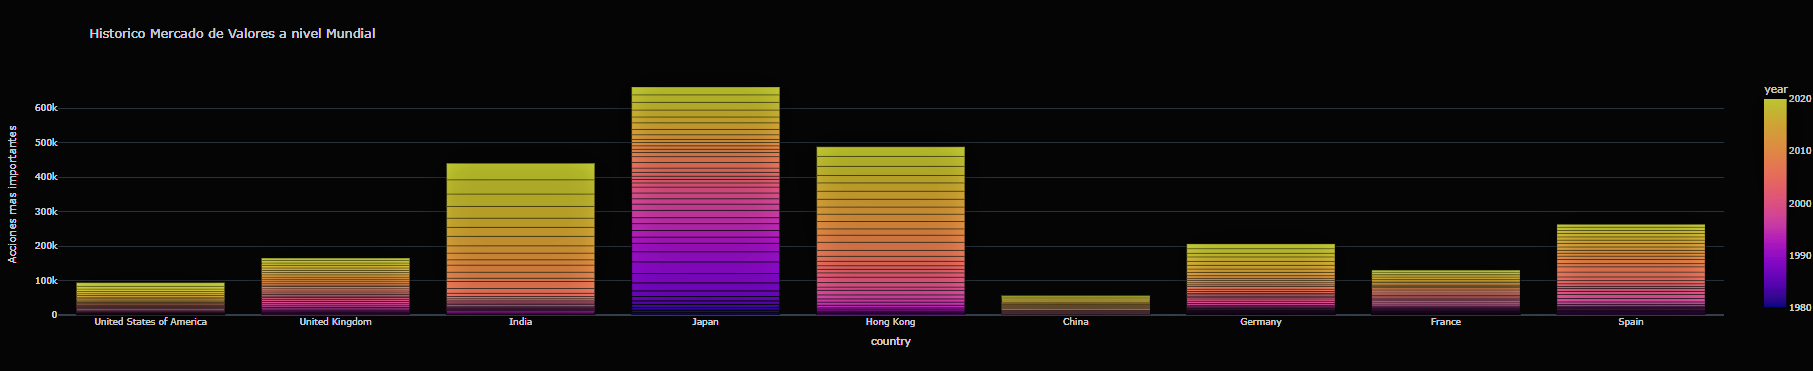 Historico Mercado de Valores a nivel Mundial
Acciones mas importantes
600k
500k
400k
300k
200k
100k
0
United States of America
United Kingdom
India
Japan
Hong Kong
China
Germany
France
Spain
country
year
2020
2010
2000
1990
1980